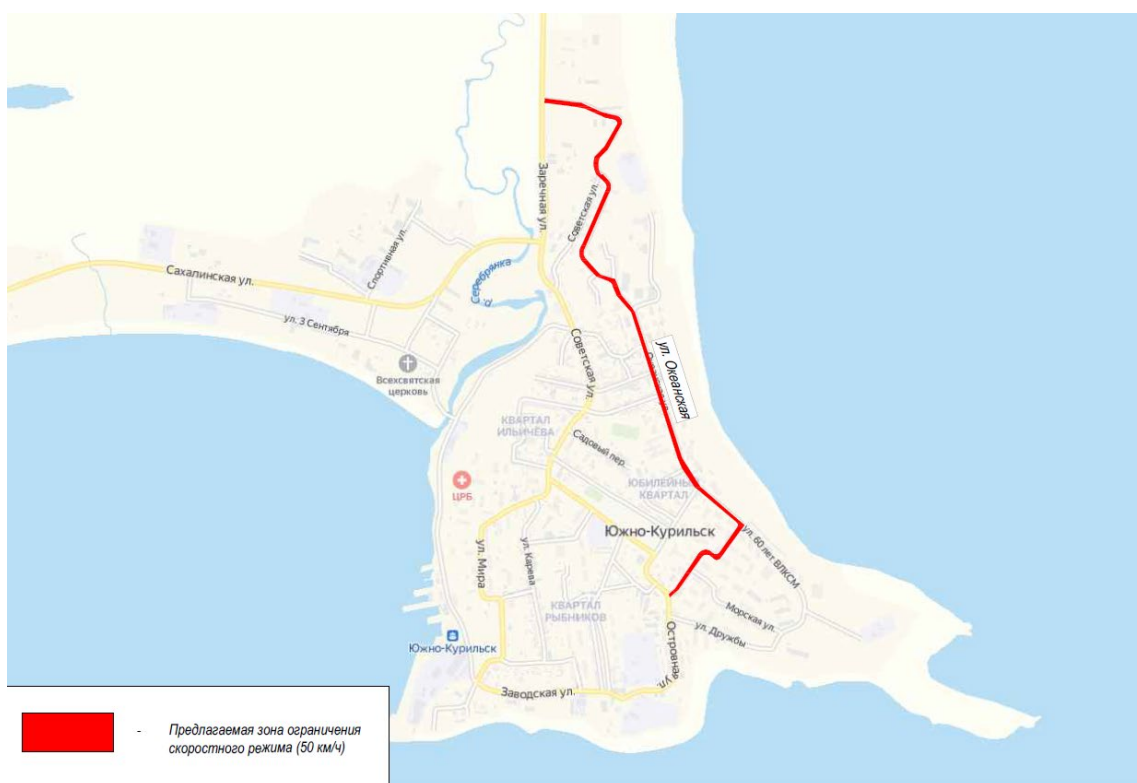 Заречная ул.
Советская ул.
Спортивная ул.
Сахалинская ул.
Серебрянка
р.
ул. 3 Сентября
Всехсвятская
церковь
Советская ул.
ул. Океанская
КВАРТАЛ
ИЛЬИЧЁВА
Садовый пер.
ЦРБ
ЮБИЛЕЙНЫЙ
КВАРТАЛ
Южно-Курильск
ул. 60 лет ВЛКСМ
ул. Мира
ул. Карева
КВАРТАЛ
РЫБНИКОВ
Морская ул.
ул. Дружбы
Островная
ул.
Южно-Курильск
Заводская ул.
- Предлагаемая зона ограничения
скоростного режима (50 км/ч)